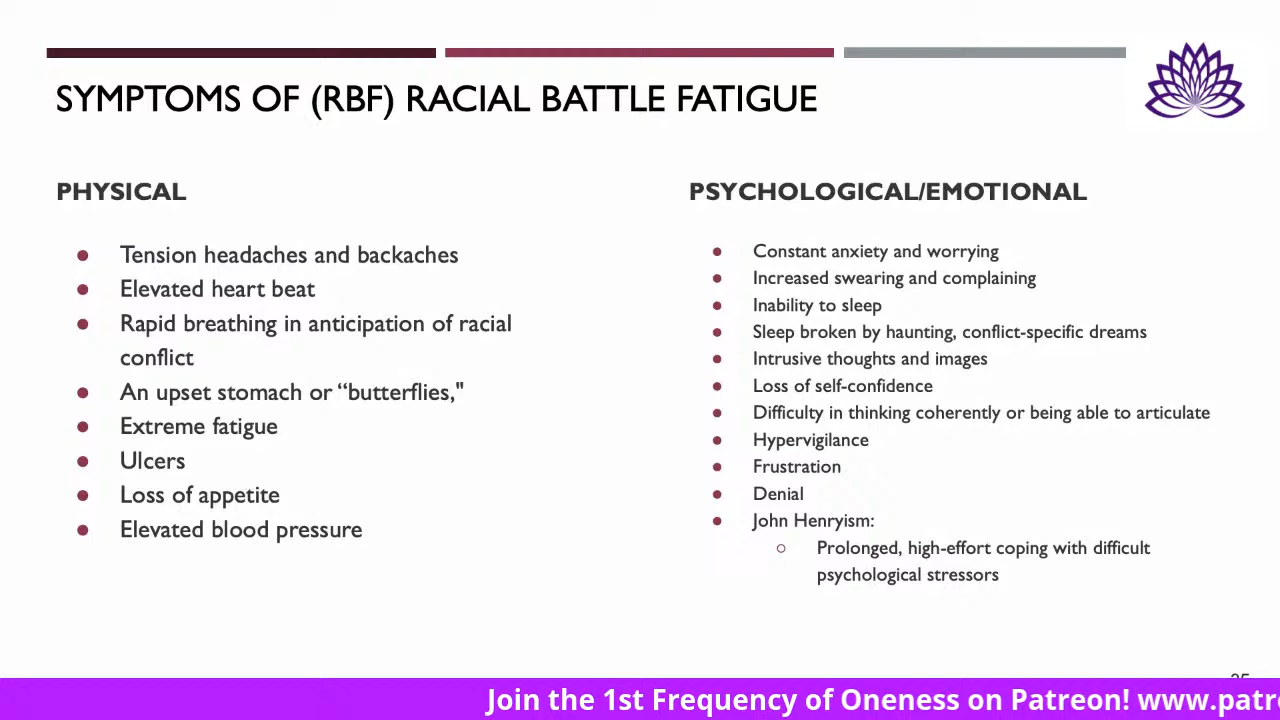 SYMPTOMS OF (RBF) RACIAL BATTLE FATIGUE
PHYSICAL
● Tension headaches and backaches
● Elevated heart beat
● Rapid breathing in anticipation of racial
conflict
● An upset stomach or “butterflies,"
● Extreme fatigue
● Ulcers
● Loss of appetite
● Elevated blood pressure
PSYCHOLOGICAL/EMOTIONAL
● Constant anxiety and worrying
● Increased swearing and complaining
● Inability to sleep
● Sleep broken by haunting, conflict-specific dreams
● Intrusive thoughts and images
● Loss of self-confidence
● Difficulty in thinking coherently or being able to articulate
● Hypervigilance
● Frustration
● Denial
● John Henryism:
○ Prolonged, high-effort coping with difficult
psychological stressors
Join the 1st Frequency of Oneness on Patreon! www.patr